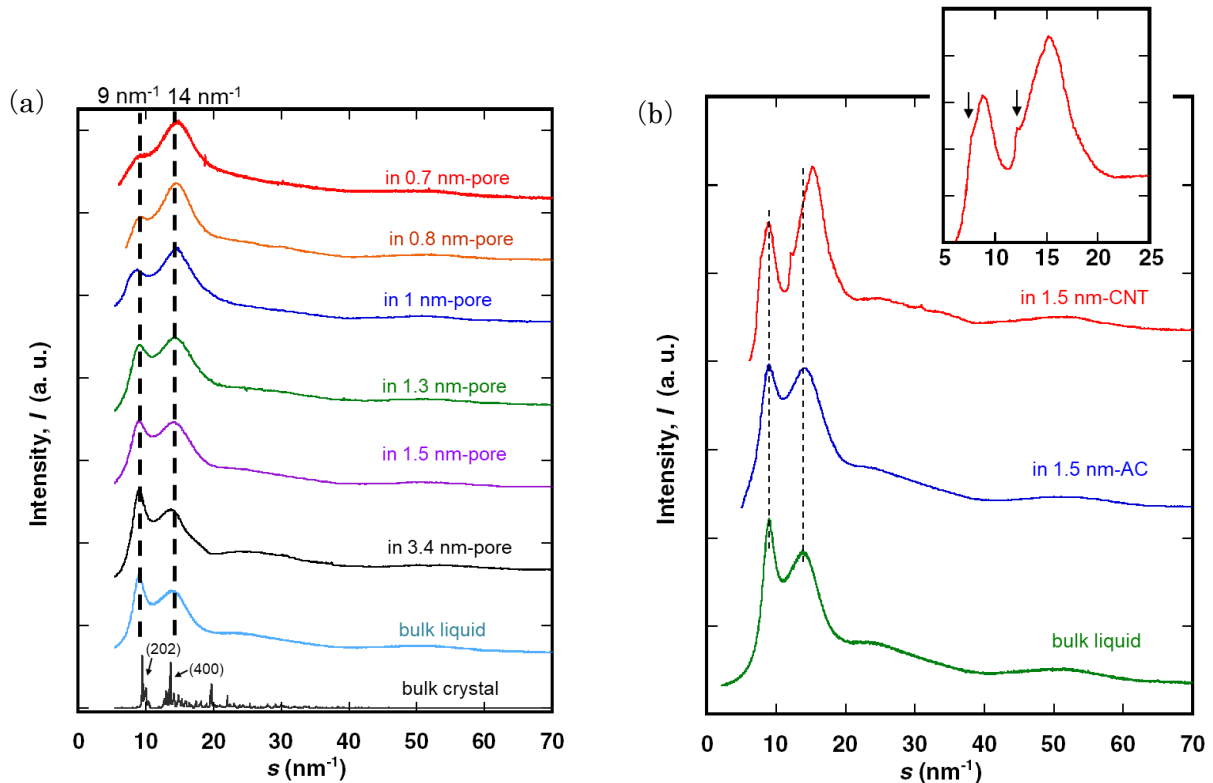 (a)
9 nm⁻¹ 14 nm⁻¹
in 0.7 nm-pore
in 0.8 nm-pore
in 1 nm-pore
in 1.3 nm-pore
in 1.5 nm-pore
in 3.4 nm-pore
bulk liquid
(202)
(400)
bulk crystal
Intensity, I (a. u.)
0 10 20 30 40 50 60 70
s (nm⁻¹)
(b)
5 10 15 20 25
in 1.5 nm-CNT
in 1.5 nm-AC
bulk liquid
Intensity, I (a. u.)
0 10 20 30 40 50 60 70
s (nm⁻¹)